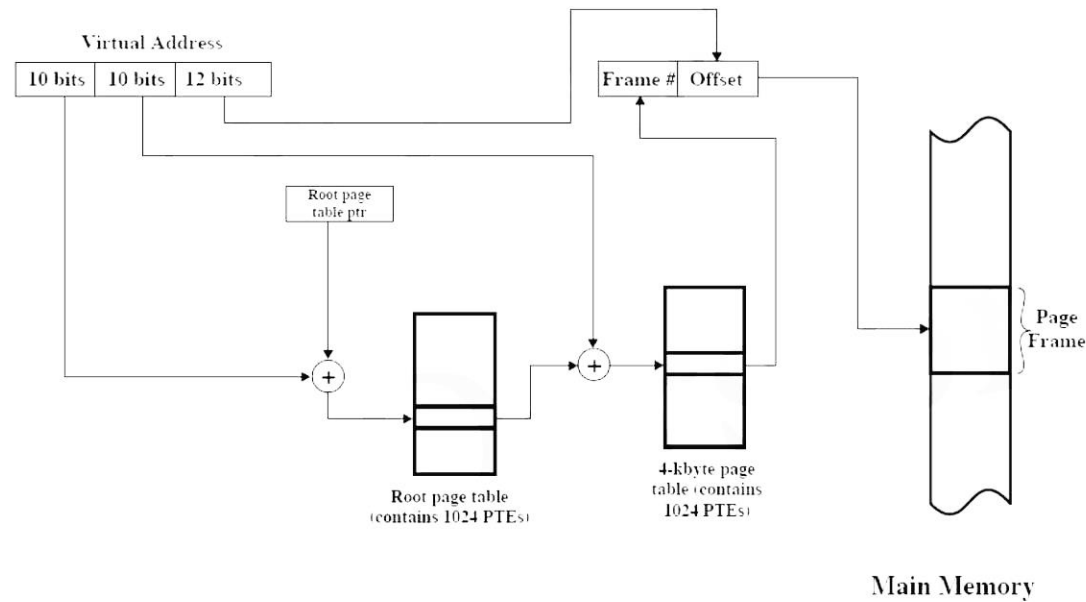 Virtual Address
10 bits 10 bits 12 bits
Frame # Offset
Root page
table ptr
+
+
Page
Frame
Root page table
(contains 1024 PTEs)
4-kbyte page
table (contains
1024 PTEs)
Main Memory